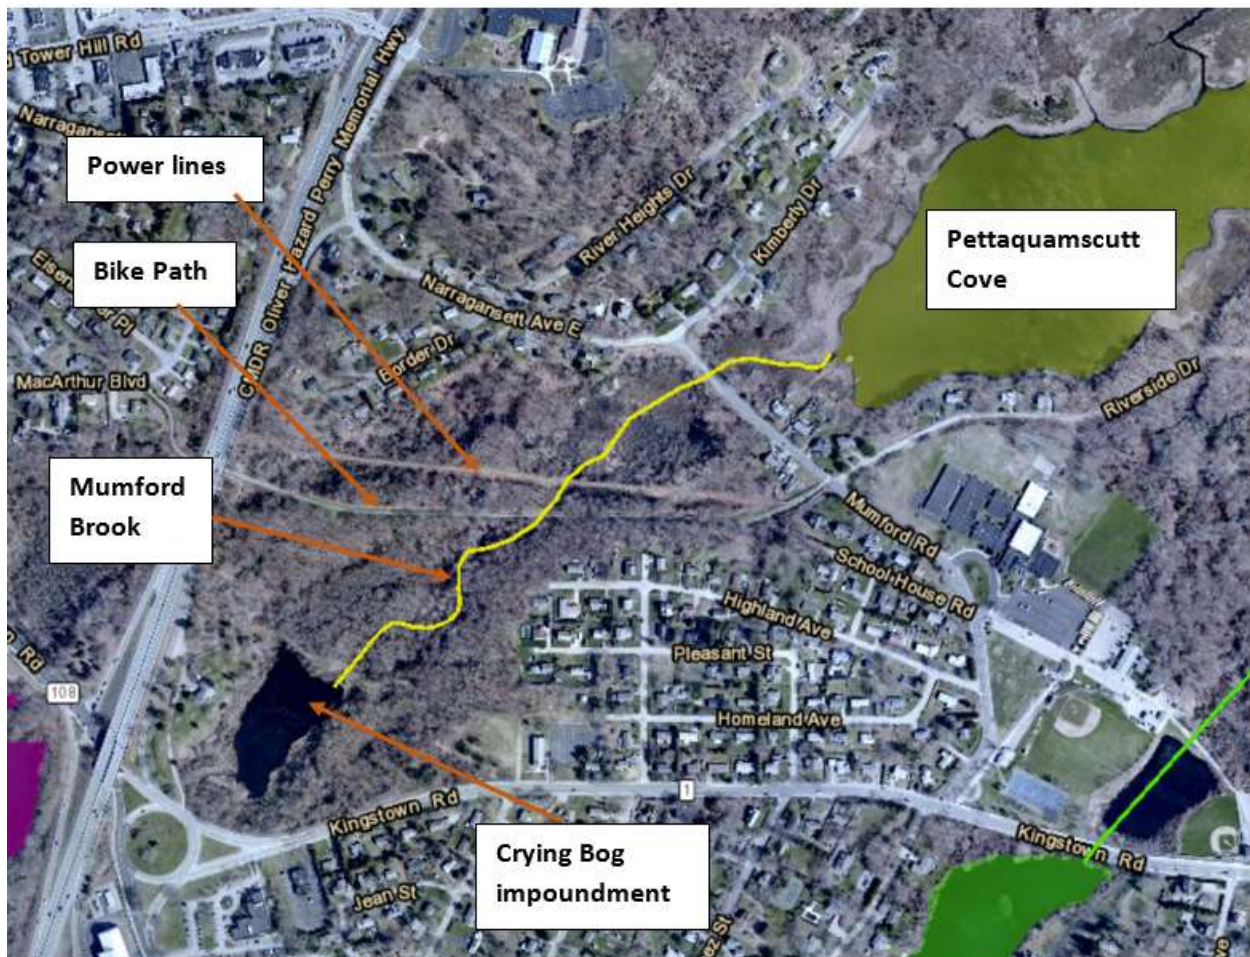 Tower Hill Rd
CMDR Oliver Hazard Perry Memorial Hwy
Power lines
Bike Path
River Heights Dr
Kimberly Dr
Pettaquamscutt
Cove
Narragansett Ave E
Border Dr
MacArthur Blvd
Riverside Dr
Mumford
Brook
Mumford Rd
School House Rd
Highland Ave
Pleasant St
Homeland Ave
108
1
Kingstown Rd
Kingstown Rd
Crying Bog
impoundment
Jean St